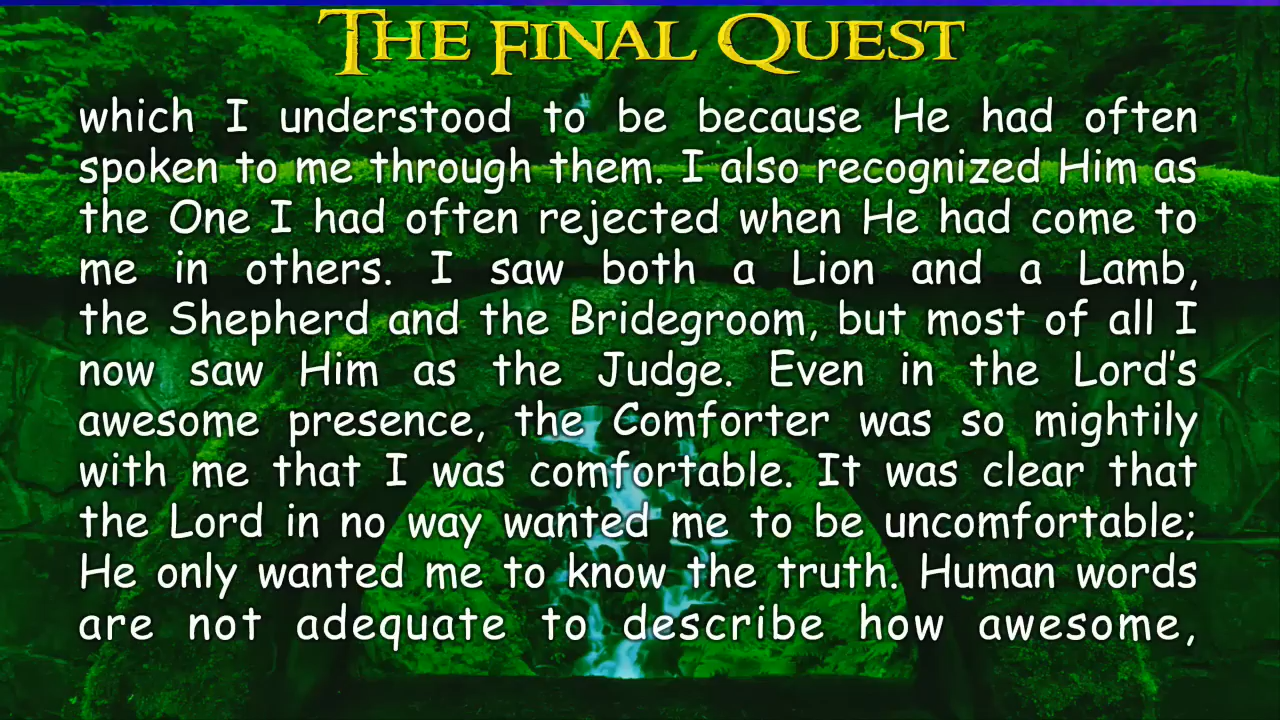 THE FINAL QUEST
which I understood to be because He had often
spoken to me through them. I also recognized Him as
the One I had often rejected when He had come to
me in others. I saw both a Lion and a Lamb,
the Shepherd and the Bridegroom, but most of all I
now saw Him as the Judge. Even in the Lord's
awesome presence, the Comforter was so mightily
with me that I was comfortable. It was clear that
the Lord in no way wanted me to be uncomfortable;
He only wanted me to know the truth. Human words
are not adequate to describe how awesome,